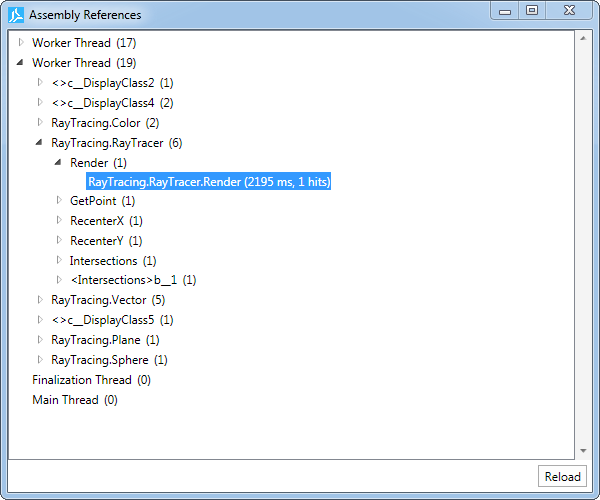 Assembly References
Worker Thread (17)
Worker Thread (19)
<>c__DisplayClass2 (1)
<>c__DisplayClass4 (2)
RayTracing.Color (2)
RayTracing.RayTracer (6)
Render (1)
RayTracing.RayTracer.Render (2195 ms, 1 hits)
GetPoint (1)
RecenterX (1)
RecenterY (1)
Intersections (1)
<Intersections>b__1 (1)
RayTracing.Vector (5)
<>c__DisplayClass5 (1)
RayTracing.Plane (1)
RayTracing.Sphere (1)
Finalization Thread (0)
Main Thread (0)
Reload